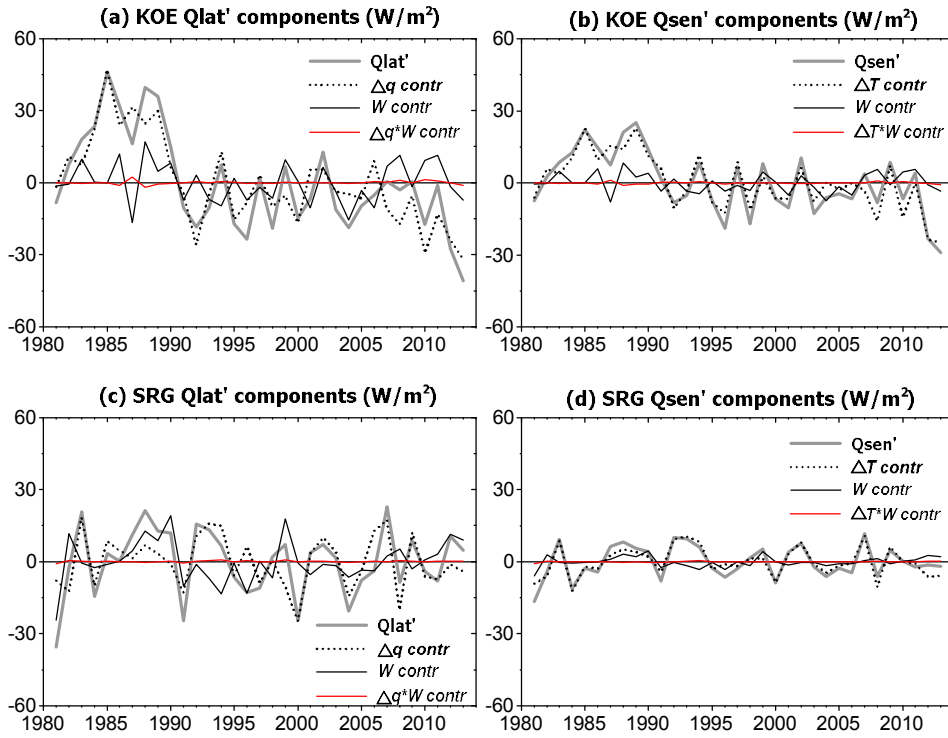 (a) KOE Qlat' components (W/m²)
60
30
0
-30
-60
Qlat'
Δq contr
W contr
Δq*W contr
1980 1985 1990 1995 2000 2005 2010
(b) KOE Qsen' components (W/m²)
60
30
0
-30
-60
Qsen'
ΔT contr
W contr
ΔT*W contr
1980 1985 1990 1995 2000 2005 2010
(c) SRG Qlat' components (W/m²)
60
30
0
-30
-60
Qlat'
Δq contr
W contr
Δq*W contr
1980 1985 1990 1995 2000 2005 2010
(d) SRG Qsen' components (W/m²)
60
30
0
-30
-60
Qsen'
ΔT contr
W contr
ΔT*W contr
1980 1985 1990 1995 2000 2005 2010